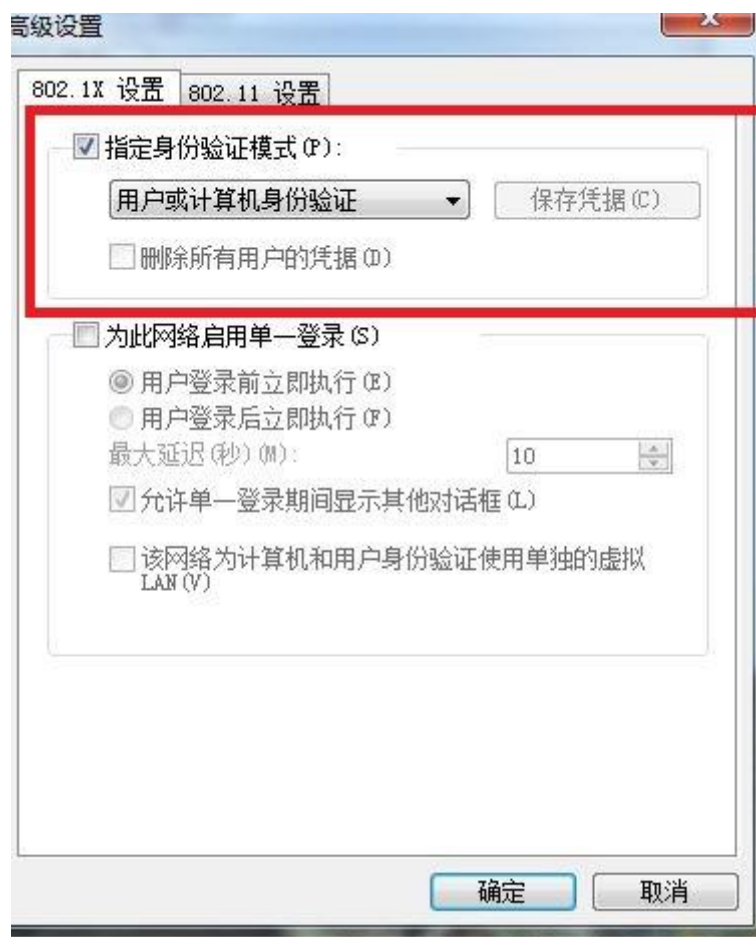 高级设置
802.1X 设置
802.11 设置
指定身份验证模式(P):
用户或计算机身份验证
保存凭据(C)
删除所有用户的凭据(D)
为此网络启用单一登录(S)
用户登录前立即执行(E)
用户登录后立即执行(F)
最大延迟(秒)(M):
10
允许单一登录期间显示其他对话框(L)
该网络为计算机和用户身份验证使用单独的虚拟
LAN(V)
确定
取消